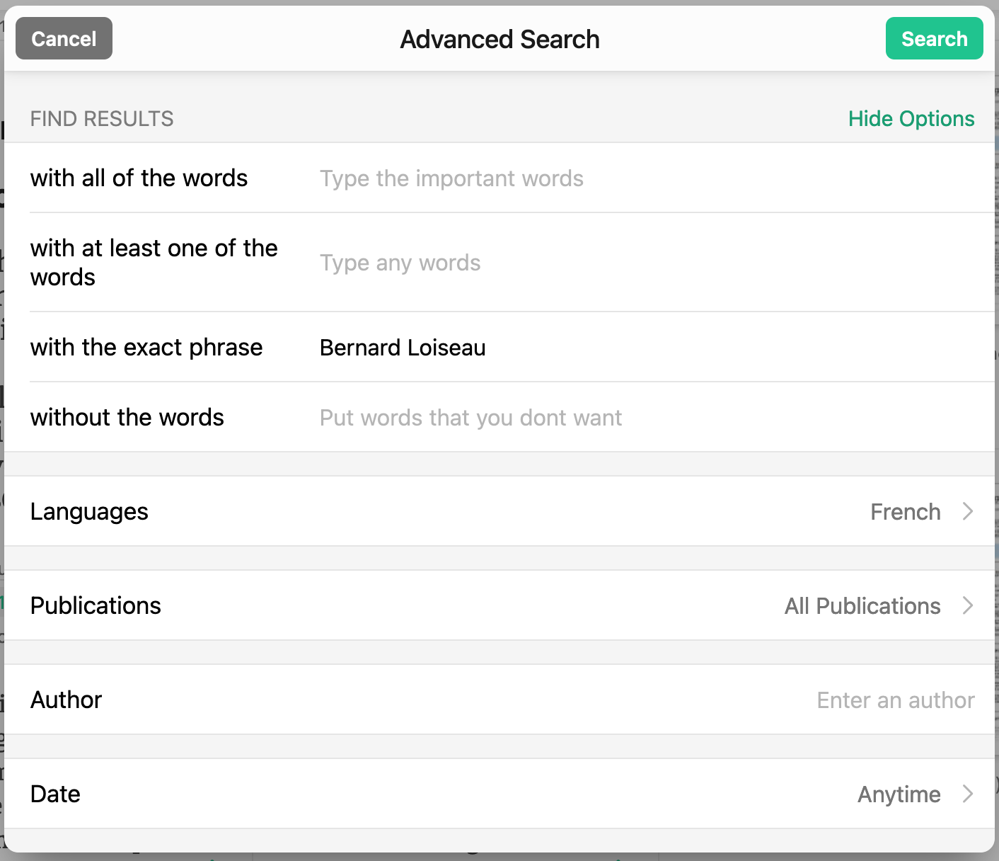 Cancel
Advanced Search
Search
FIND RESULTS
Hide Options
with all of the words
Type the important words
with at least one of the
words
Type any words
with the exact phrase
Bernard Loiseau
without the words
Put words that you dont want
Languages
French
Publications
All Publications
Author
Enter an author
Date
Anytime